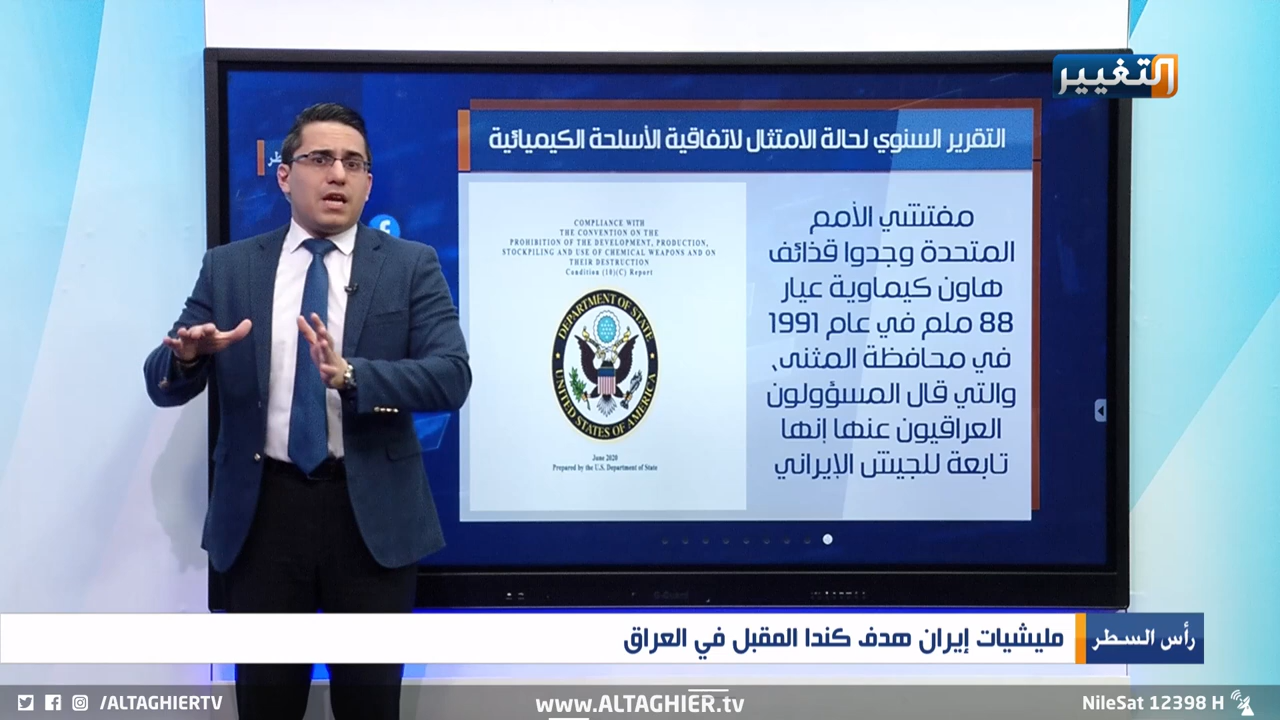 التغيير
التقرير السنوي لحالة الامتثال لاتفاقية الأسلحة الكيميائية
مفتشي الأمم
المتحدة وجدوا قذائف
هاون كيماوية عيار
88 ملم في عام 1991
في محافظة المثنى،
والتي قال المسؤولون
العراقيون عنها إنها
تابعة للجيش الإيراني
COMPLIANCE WITH
THE CONVENTION ON THE
PROHIBITION OF THE DEVELOPMENT, PRODUCTION,
STOCKPILING AND USE OF CHEMICAL WEAPONS AND ON
THEIR DESTRUCTION
Condition (10)(C) Report
DEPARTMENT OF STATE
UNITED STATES OF AMERICA
June 2020
Prepared by the U.S. Department of State
رأس السطر
مليشيات إيران هدف كندا المقبل في العراق
/ALTAGHIERTV
www.ALTAGHIER.tv
NileSat 12398 H